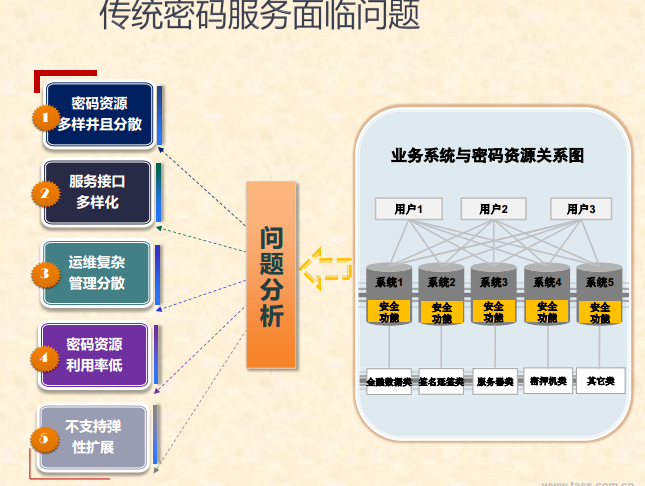 传统密码服务面临问题
1
密码资源
多样并且分散
2
服务接口
多样化
3
运维复杂
管理分散
4
密码资源
利用率低
5
不支持弹
性扩展
问题分析
业务系统与密码资源关系图
用户1
用户2
用户3
系统1
系统2
系统3
系统4
系统5
安全
功能
安全
功能
安全
功能
安全
功能
安全
功能
金融数据类
签名延签类
服务器类
密押机类
其它类
www.tass.com.cn